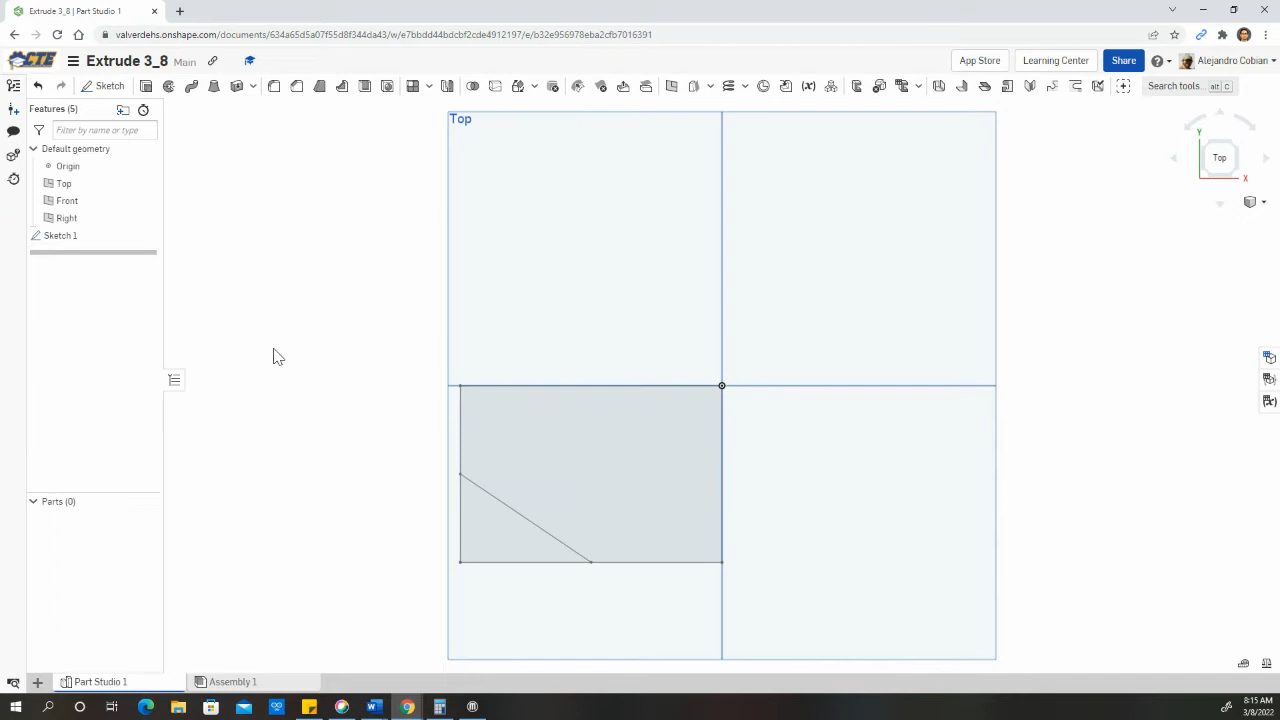 Extrude 3_8 | Part Studio 1
valverdehs.onshape.com/documents/634a65d5a07f55d8f344da43/w/e7bbdd44bdcbf2cde4912197/e/b32e956978eba2cfb7016391
CTE
Extrude 3_8 Main
App Store
Learning Center
Share
Alejandro Cobian
Sketch
Search tools... alt C
Features (5)
Filter by name or type
Default geometry
Origin
Top
Front
Right
Sketch 1
Parts (0)
Top
Y
Top
X
Part Studio 1
Assembly 1
8:15 AM
3/8/2022